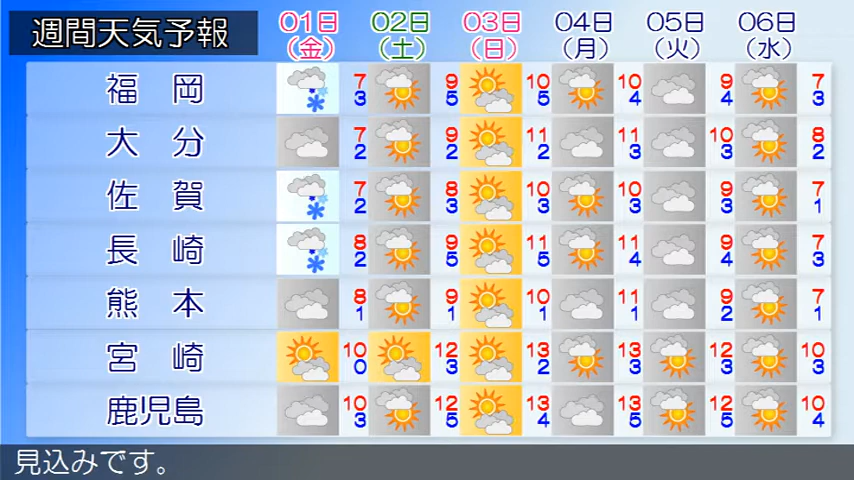 週間天気予報 01日 02日 03日 04日 05日 06日
(金) (土) (日) (月) (火) (水)
福岡 7 9 10 10 9 7
3 5 5 4 4 3
大分 7 9 11 11 10 8
2 2 2 3 3 2
佐賀 7 8 10 10 9 7
2 3 3 3 3 1
長崎 8 9 11 11 9 7
2 5 5 4 4 3
熊本 8 9 10 11 9 7
1 1 1 1 2 1
宮崎 10 12 13 13 12 10
0 3 2 3 3 3
鹿児島 10 12 13 13 12 10
3 5 4 5 5 4
見込みです。